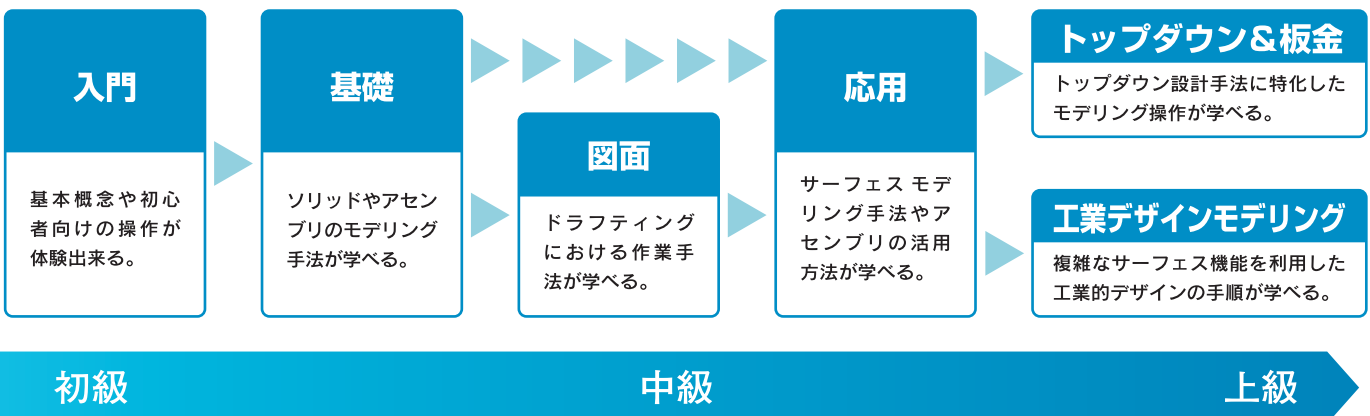 入門
基本概念や初心
者向けの操作が
体験出来る。
基礎
ソリッドやアセン
ブリのモデリング
手法が学べる。
図面
ドラフティング
における作業手
法が学べる。
応用
サーフェス モデ
リング手法やア
センブリの活用
方法が学べる。
トップダウン＆板金
トップダウン設計手法に特化した
モデリング操作が学べる。
工業デザインモデリング
複雑なサーフェス機能を利用した
工業的デザインの手順が学べる。
初級
中級
上級